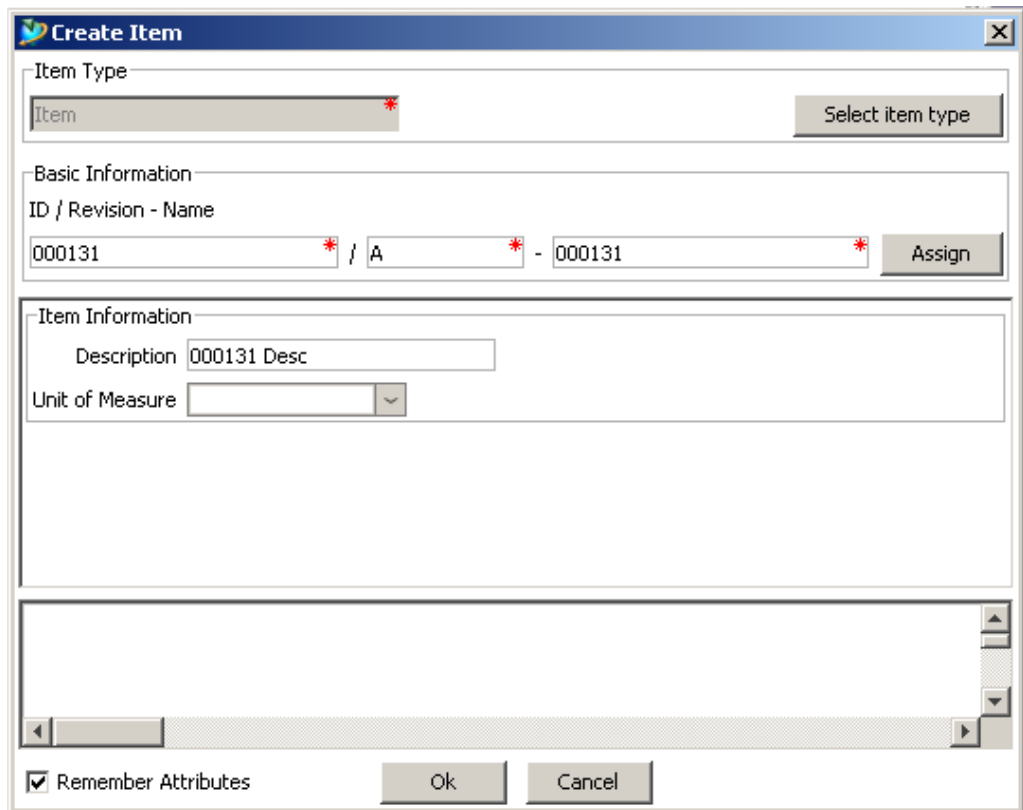 Create Item
Item Type
Item * Select item type
Basic Information
ID / Revision - Name
000131 * / A * - 000131 * Assign
Item Information
Description 000131 Desc
Unit of Measure
Remember Attributes Ok Cancel